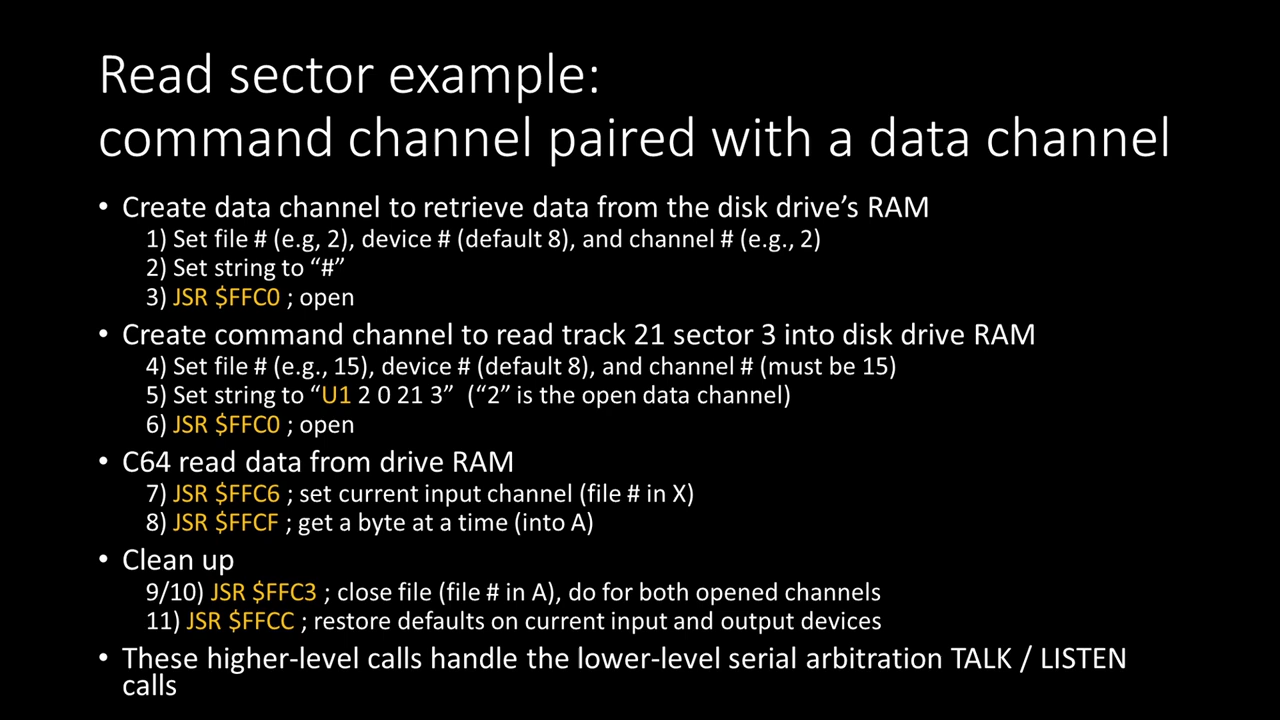 Read sector example:
command channel paired with a data channel
• Create data channel to retrieve data from the disk drive’s RAM
1) Set file # (e.g, 2), device # (default 8), and channel # (e.g., 2)
2) Set string to “#”
3) JSR $FFC0 ; open
• Create command channel to read track 21 sector 3 into disk drive RAM
4) Set file # (e.g., 15), device # (default 8), and channel # (must be 15)
5) Set string to “U1 2 0 21 3” (“2” is the open data channel)
6) JSR $FFC0 ; open
• C64 read data from drive RAM
7) JSR $FFC6 ; set current input channel (file # in X)
8) JSR $FFCF ; get a byte at a time (into A)
• Clean up
9/10) JSR $FFC3 ; close file (file # in A), do for both opened channels
11) JSR $FFCC ; restore defaults on current input and output devices
• These higher-level calls handle the lower-level serial arbitration TALK / LISTEN
calls